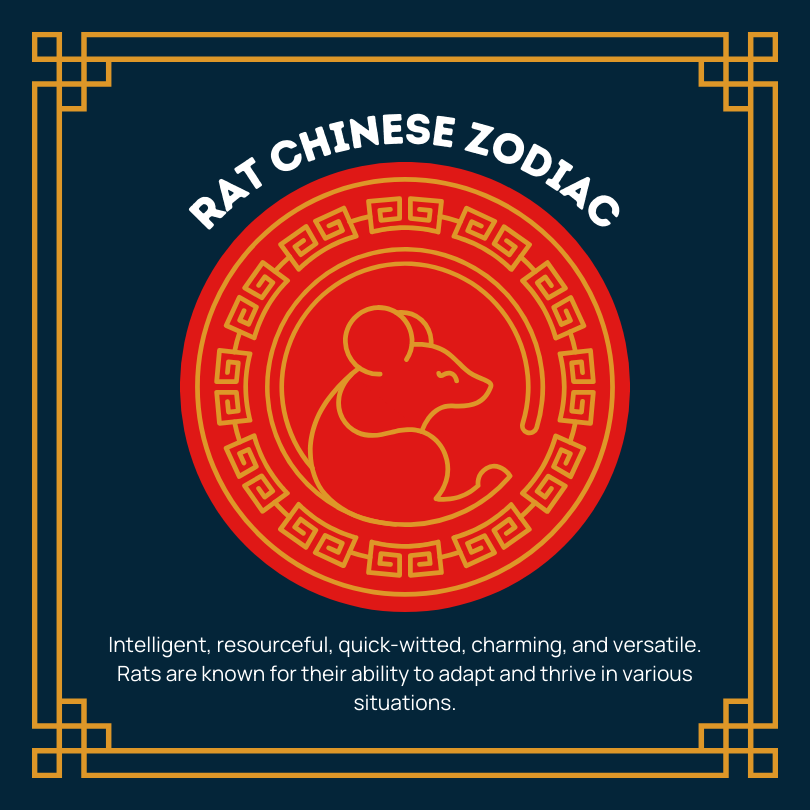 RAT CHINESE ZODIAC
Intelligent, resourceful, quick-witted, charming, and versatile.
Rats are known for their ability to adapt and thrive in various
situations.